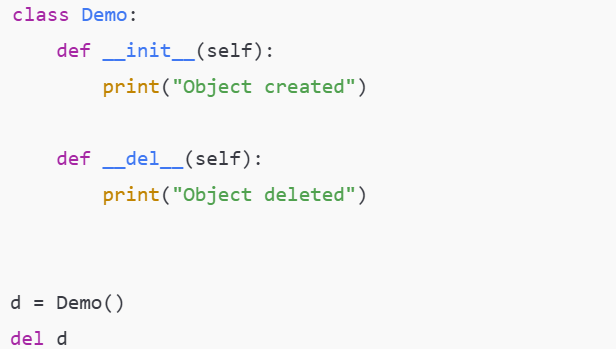 class Demo:
    def __init__(self):
        print("Object created")

    def __del__(self):
        print("Object deleted")


d = Demo()
del d